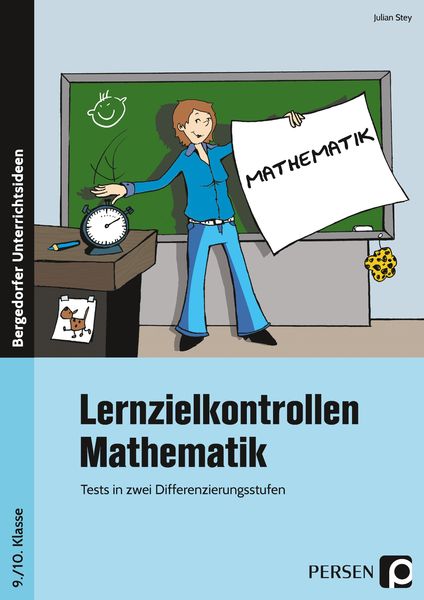 Julian Stey
MATHEMATIK
Bergedorfer Unterrichtsideen
Lernzielkontrollen
Mathematik
Tests in zwei Differenzierungsstufen
9./10. Klasse
PERSEN